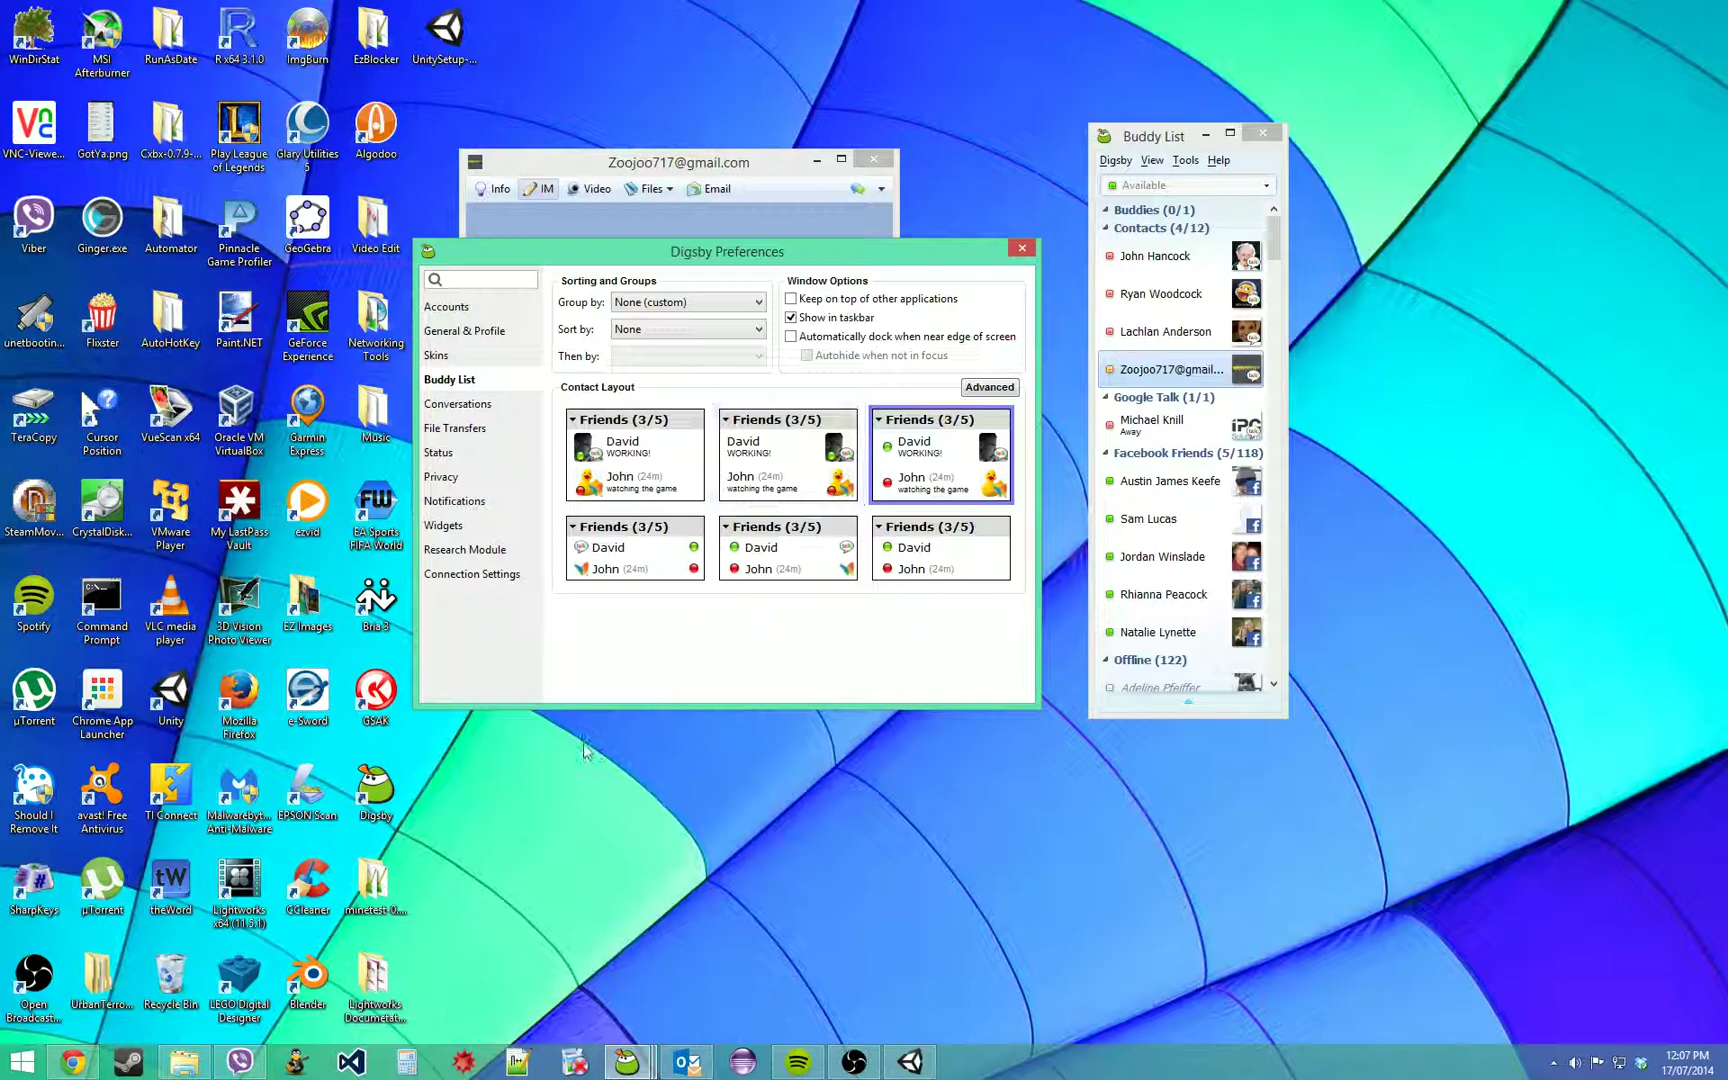 WinDirStat
MSI
Afterburner
RunAsDate
R x64 3.1.0
ImgBurn
EzBlocker
UnitySetup-...
VNC-Viewe...
GotYa.png
Cxbx-0.7.9-...
Play League
of Legends
Glary Utilities
5
Algodoo
Viber
Ginger.exe
Automator
Pinnacle
Game Profiler
GeoGebra
Video Edit
unetbootin...
Flixster
AutoHotKey
Paint.NET
GeForce
Experience
Networking
Tools
TeraCopy
Cursor
Position
VueScan x64
Oracle VM
VirtualBox
Garmin
Express
Music
SteamMov...
CrystalDisk...
VMware
Player
My LastPass
Vault
ezvid
EA Sports
FIFA World
Spotify
Command
Prompt
VLC media
player
3D Vision
Photo Viewer
EZ Images
Bria 3
µTorrent
Chrome App
Launcher
Unity
Mozilla
Firefox
e-Sword
GSAK
Should I
Remove It
avast! Free
Antivirus
TI Connect
Malwarebyt...
Anti-Malware
EPSON Scan
Digsby
SharpKeys
µTorrent
theWord
Lightworks
x64 (11.5.1)
CCleaner
minetest-0....
Open
Broadcast...
UrbanTerro...
Recycle Bin
LEGO Digital
Designer
Blender
Lightworks
Documetat...
Zoojoo717@gmail.com
Info
IM
Video
Files
Email
Digsby Preferences
Accounts
General & Profile
Skins
Buddy List
Conversations
File Transfers
Status
Privacy
Notifications
Widgets
Research Module
Connection Settings
Sorting and Groups
Group by: None (custom)
Sort by: None
Then by:
Window Options
Keep on top of other applications
Show in taskbar
Automatically dock when near edge of screen
Autohide when not in focus
Contact Layout
Advanced
Friends (3/5)
David
WORKING!
John (24m)
watching the game
Friends (3/5)
David
WORKING!
John (24m)
watching the game
Friends (3/5)
David
WORKING!
John (24m)
watching the game
Friends (3/5)
David
John (24m)
Friends (3/5)
David
John (24m)
Friends (3/5)
David
John (24m)
Buddy List
Digsby View Tools Help
Available
Buddies (0/1)
Contacts (4/12)
John Hancock
Ryan Woodcock
Lachlan Anderson
Zoojoo717@gmail...
Google Talk (1/1)
Michael Knill
Away
Facebook Friends (5/118)
Austin James Keefe
Sam Lucas
Jordan Winslade
Rhianna Peacock
Natalie Lynette
Offline (122)
Adeline Pfeiffer
12:07 PM
17/07/2014